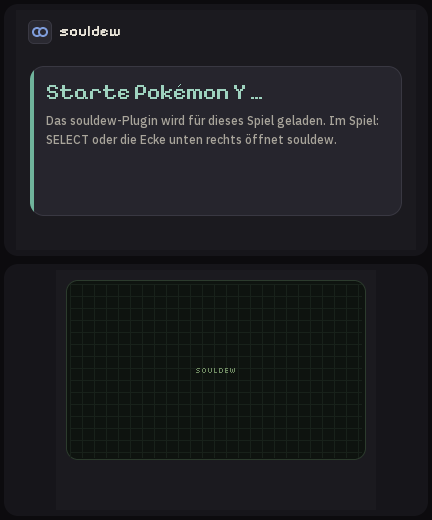 souldew
Starte Pokémon Y ...
Das souldew-Plugin wird für dieses Spiel geladen. Im Spiel:
SELECT oder die Ecke unten rechts öffnet souldew.
SOULDEW